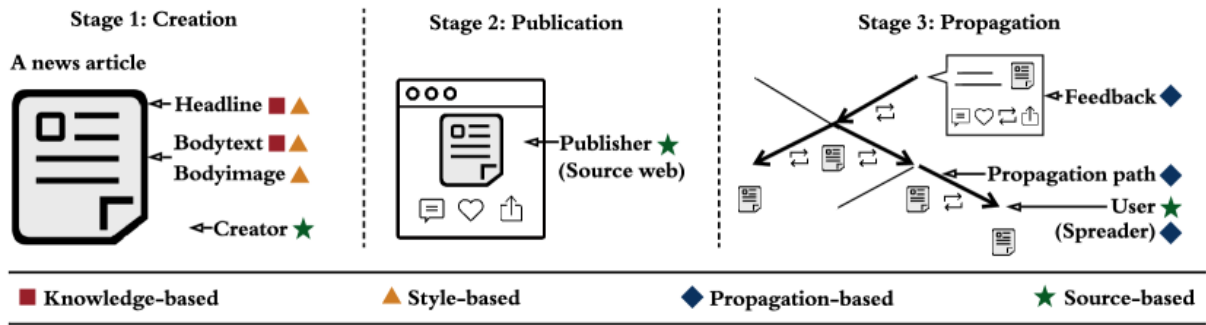 Stage 1: Creation
A news article
Headline
Bodytext
Bodyimage
Creator
Stage 2: Publication
Publisher
(Source web)
Stage 3: Propagation
Feedback
Propagation path
User
(Spreader)
Knowledge-based
Style-based
Propagation-based
Source-based